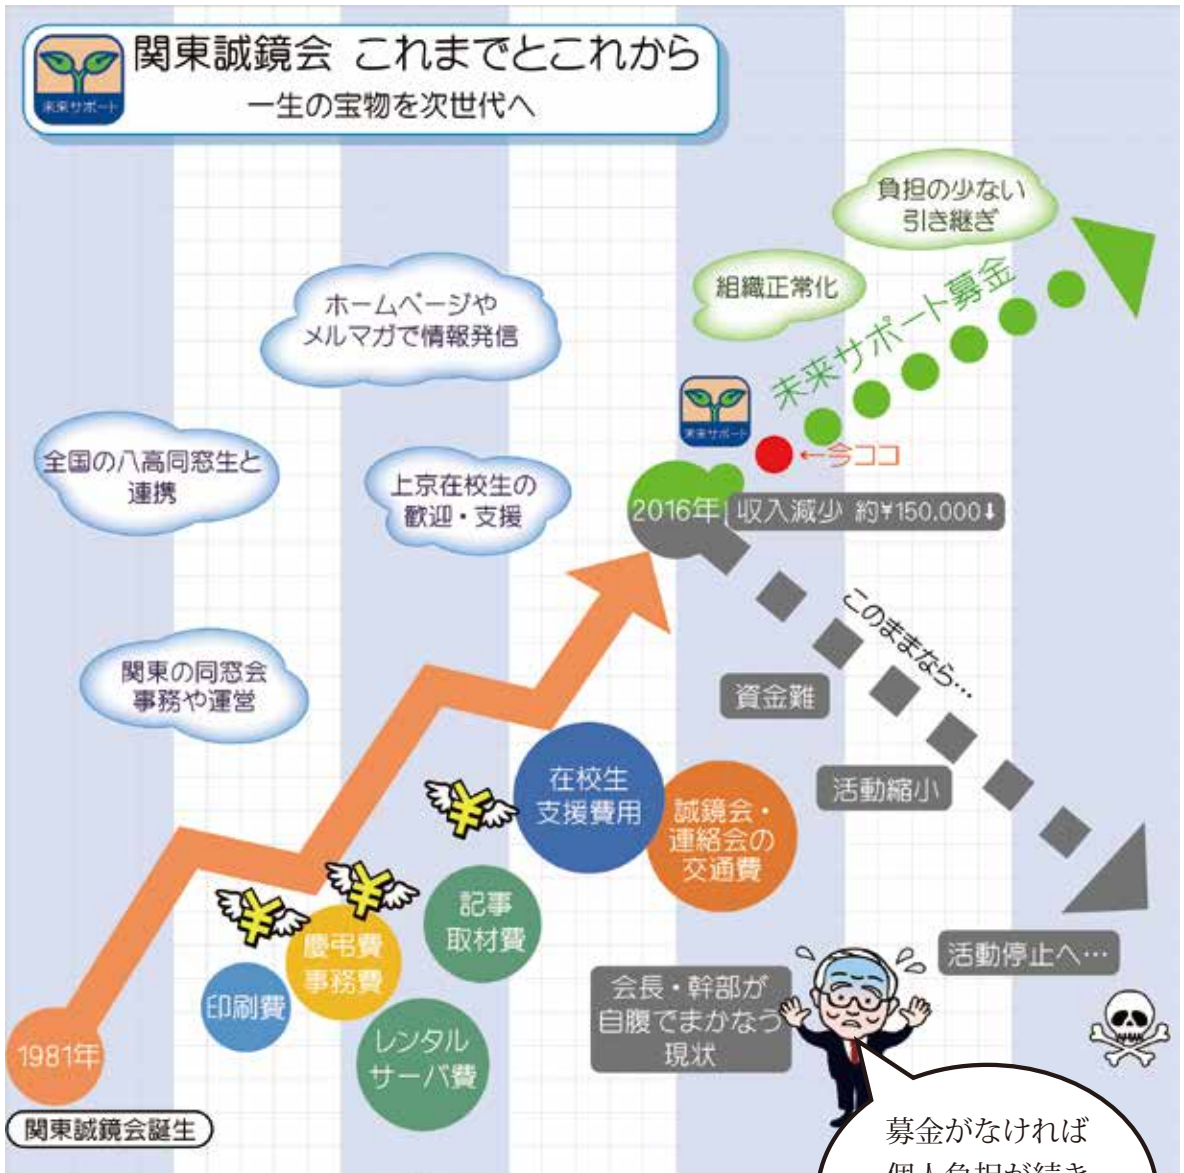 関東誠鏡会 これまでとこれから
一生の宝物を次世代へ
未来サポート
負担の少ない
引き継ぎ
組織正常化
未来サポート募金
ホームページや
メルマガで情報発信
未来サポート
←今ココ
全国の八高同窓生と
連携
上京在校生の
歓迎・支援
2016年
収入減少 約¥150.000⬇
このままなら…
関東の同窓会
事務や運営
資金難
活動縮小
在校生
支援費用
誠鏡会・
連絡会の
交通費
記事
取材費
慶弔費
事務費
印刷費
レンタル
サーバ費
活動停止へ…
会長・幹部が
自腹でまかなう
現状
1981年
関東誠鏡会誕生
募金がなければ
個人負担が続き